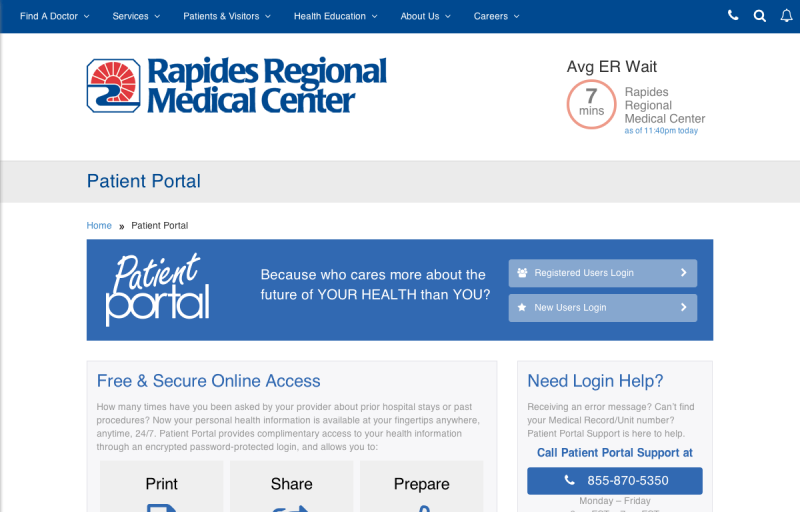 Find A Doctor Services Patients & Visitors Health Education About Us Careers
Rapides Regional
Medical Center
Avg ER Wait
7
mins
Rapides
Regional
Medical Center
as of 11:40pm today
Patient Portal
Home » Patient Portal
Patient
portal
Because who cares more about the
future of YOUR HEALTH than YOU?
Registered Users Login
New Users Login
Free & Secure Online Access
How many times have you been asked by your provider about prior hospital stays or past
procedures? Now your personal health information is available at your fingertips anywhere,
anytime, 24/7. Patient Portal provides complimentary access to your health information
through an encrypted password-protected login, and allows you to:
Print
Share
Prepare
Need Login Help?
Receiving an error message? Can't find
your Medical Record/Unit number?
Patient Portal Support is here to help.
Call Patient Portal Support at
855-870-5350
Monday – Friday